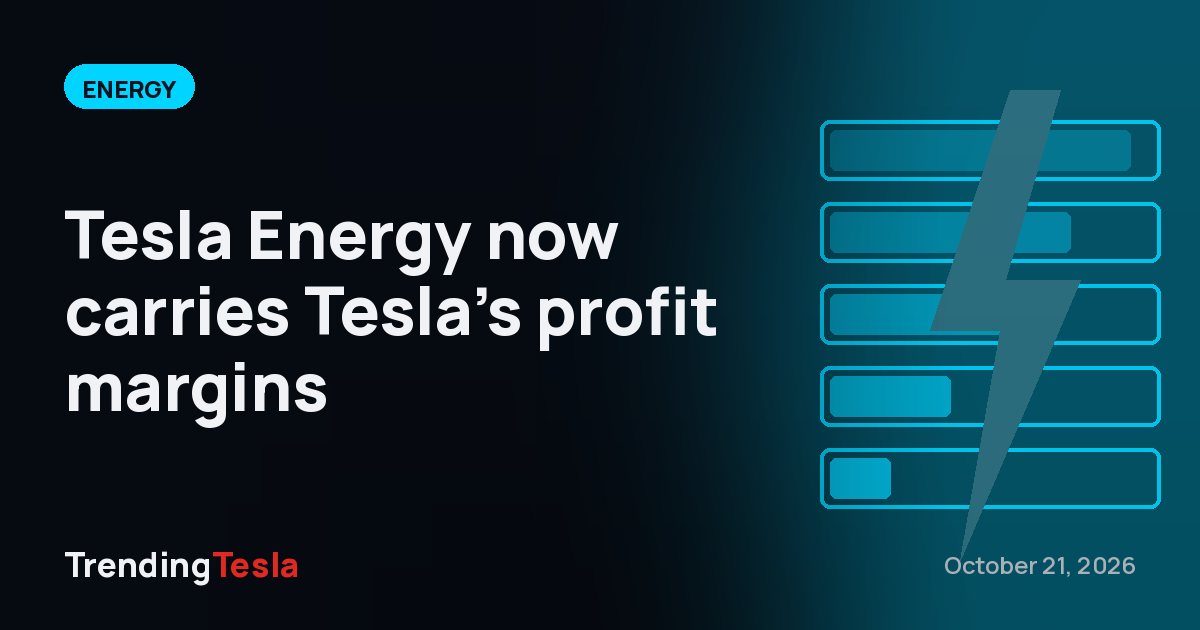 ENERGY
Tesla Energy now
carries Tesla’s profit
margins
TrendingTesla
October 21, 2026